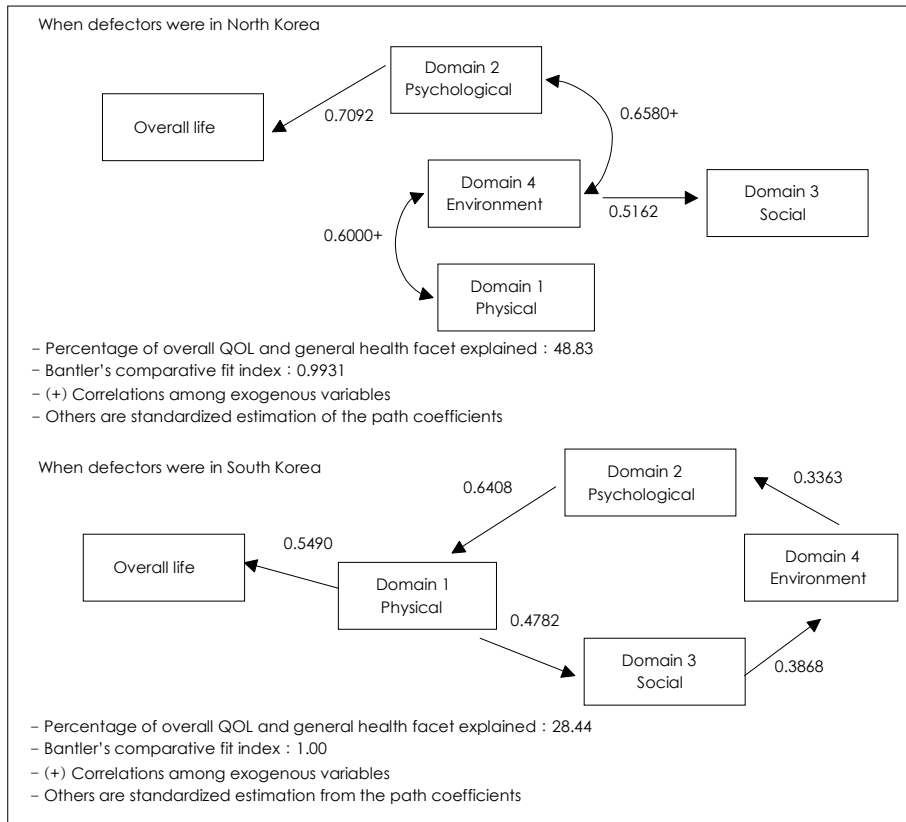 When defectors were in North Korea
Domain 2
Psychological
0.7092
Overall life
0.6580+
Domain 4
Environment
0.5162
Domain 3
Social
0.6000+
Domain 1
Physical
- Percentage of overall QOL and general health facet explained : 48.83
- Bantler's comparative fit index : 0.9931
- (+) Correlations among exogenous variables
- Others are standardized estimation of the path coefficients
When defectors were in South Korea
Domain 2
Psychological
0.3363
0.6408
0.5490
Overall life
Domain 4
Environment
Domain 1
Physical
0.4782
Domain 3
Social
0.3868
- Percentage of overall QOL and general health facet explained : 28.44
- Bantler's comparative fit index : 1.00
- (+) Correlations among exogenous variables
- Others are standardized estimation from the path coefficients